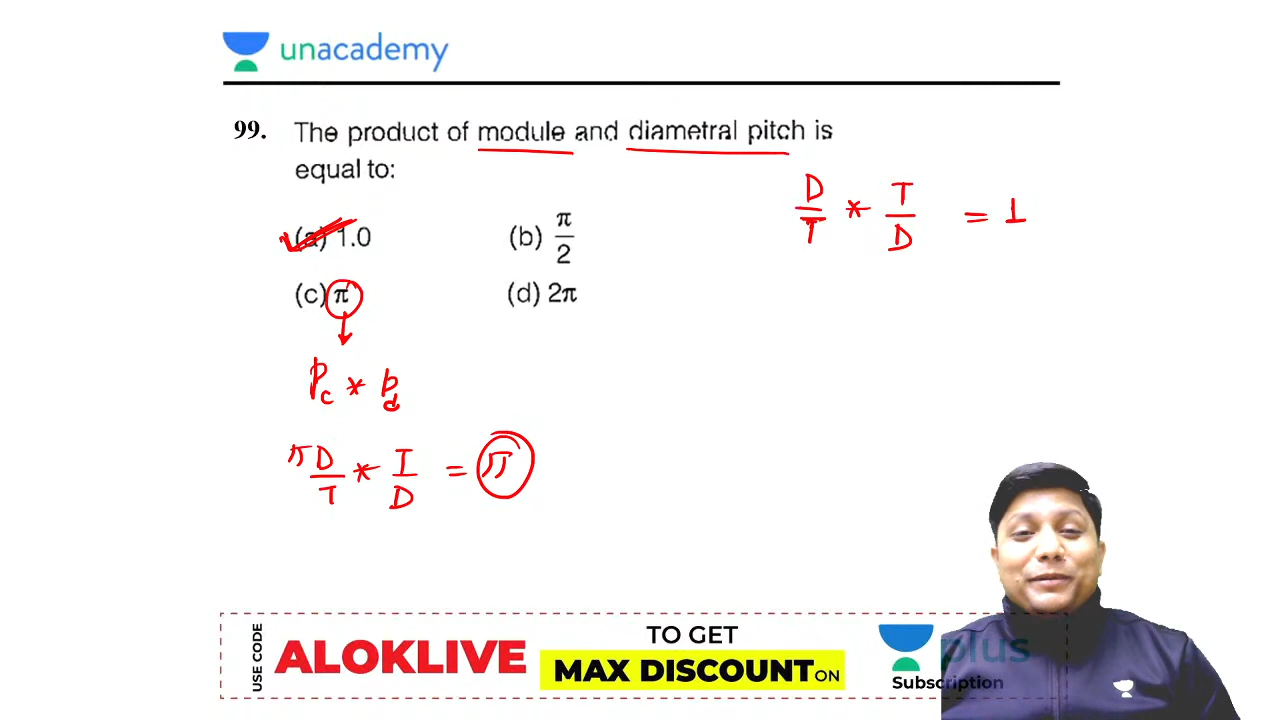 unacademy
99. The product of module and diametral pitch is
equal to:
D/T * T/D = 1
(a) 1.0 (b) π/2
(c) π (d) 2π
Pc * Pd
πD/T * T/D = π
USE CODE
ALOKLIVE
TO GET
MAX DISCOUNT ON
plus
Subscription